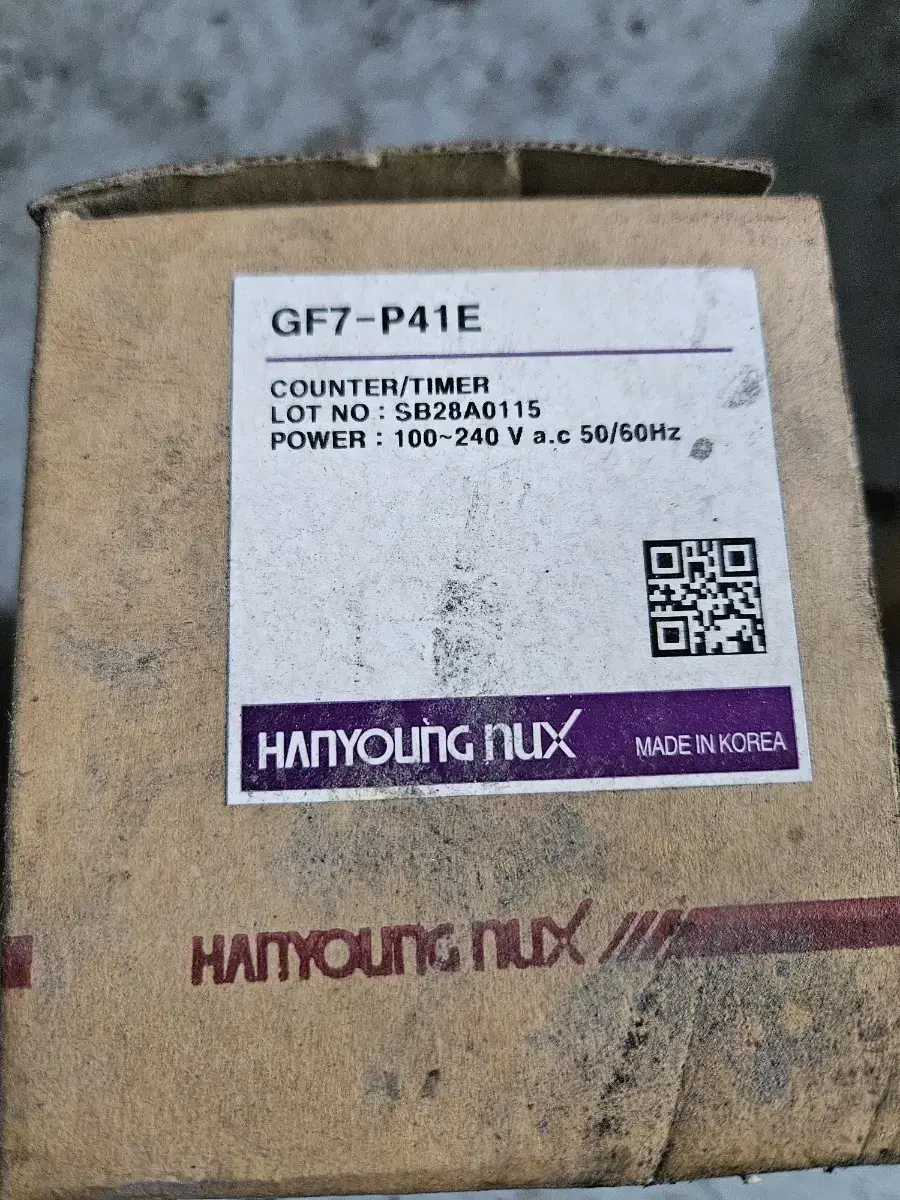 GF7-P41E
COUNTER/TIMER
LOT NO : SB28A0115
POWER : 100~240 V a.c 50/60Hz
HANYOUNG NUX
MADE IN KOREA
HANYOUNG NUX